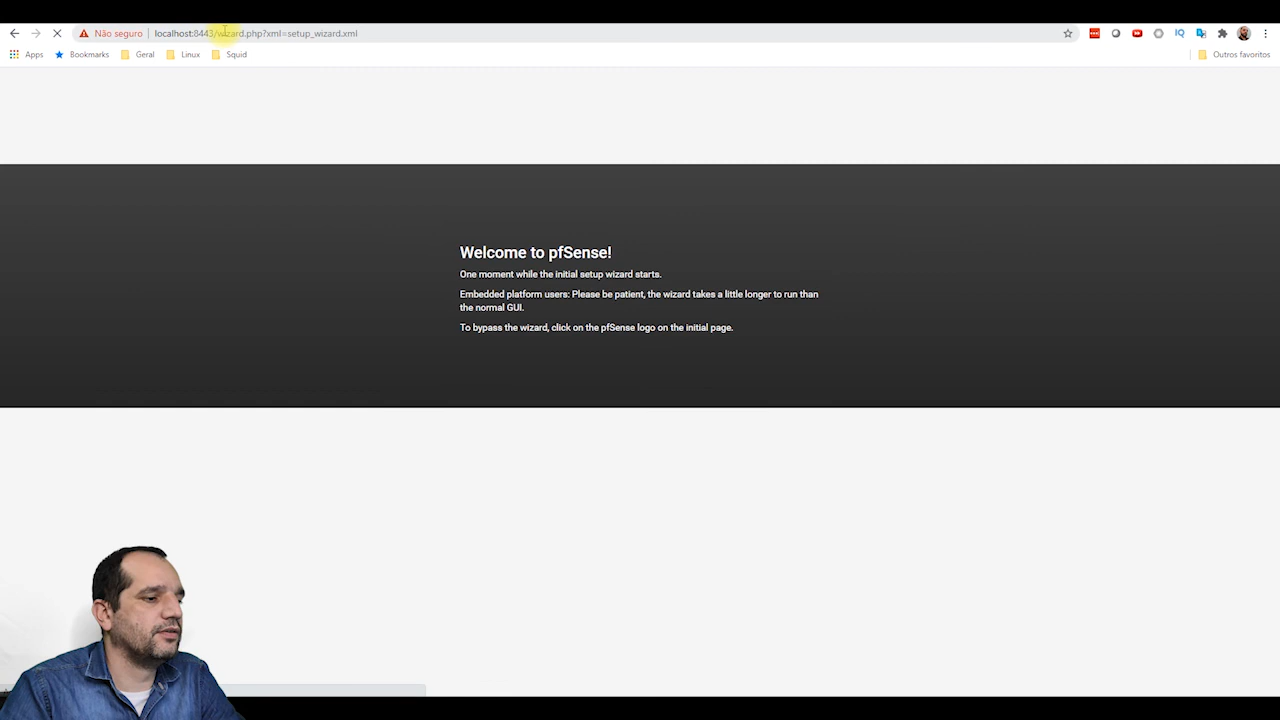 Não seguro localhost:8443/wizard.php?xml=setup_wizard.xml
Apps Bookmarks Geral Linux Squid Outros favoritos
Welcome to pfSense!
One moment while the initial setup wizard starts.
Embedded platform users: Please be patient, the wizard takes a little longer to run than
the normal GUI.
To bypass the wizard, click on the pfSense logo on the initial page.